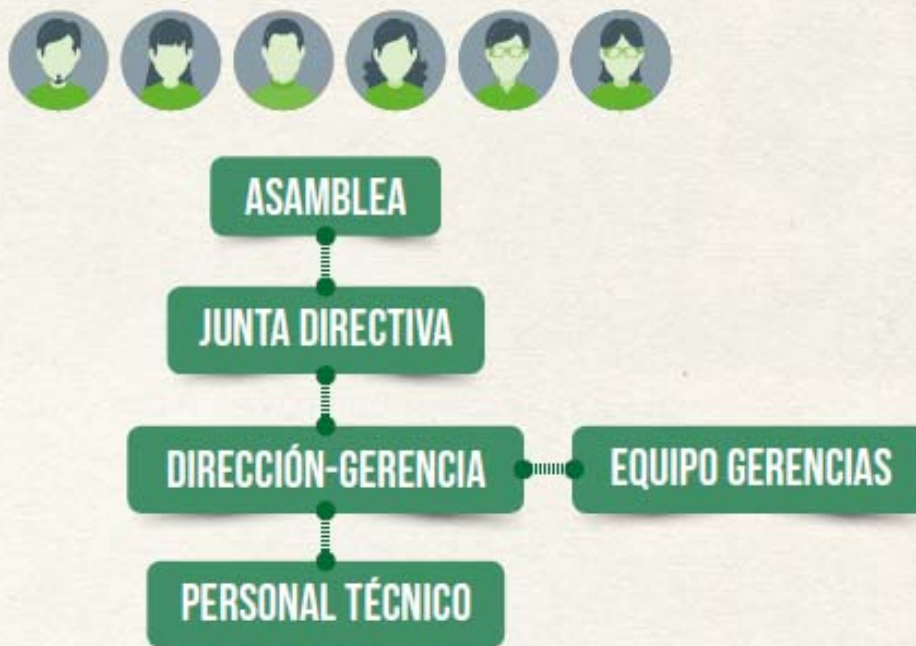 ASAMBLEA
JUNTA DIRECTIVA
DIRECCIÓN-GERENCIA
EQUIPO GERENCIAS
PERSONAL TÉCNICO